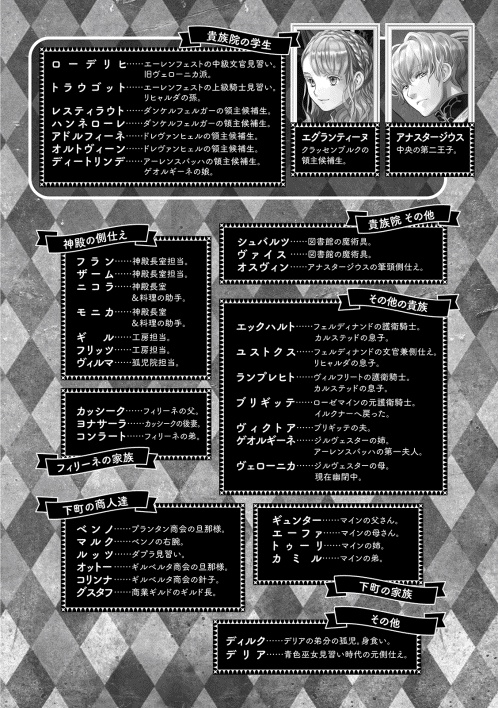 貴族院の学生
ローデリヒ……エーレンフェストの中級文官見習い。
旧ヴェローニカ派。
トラウゴット……エーレンフェストの上級騎士見習い。
リヒャルダの孫。
レスティラウト……ダンケルフェルガーの領主候補生。
ハンネローレ……ダンケルフェルガーの領主候補生。
アドルフィーネ……ドレヴァンヒェルの領主候補生。
オルトヴィーン……ドレヴァンヒェルの領主候補生。
ディートリンデ……アーレンスバッハの領主候補生。
ゲオルギーネの娘。
エグランティーヌ
クラッセンブルクの
領主候補生。
アナスタージウス
中央の第二王子。
神殿の側仕え
フラン……神殿長室担当。
ザーム……神殿長室担当。
ニコラ……神殿長室
&料理の助手。
モニカ……神殿長室
&料理の助手。
ギル……工房担当。
フリッツ……工房担当。
ヴィルマ……孤児院担当。
貴族院 その他
シュバルツ……図書館の魔術具。
ヴァイス……図書館の魔術具。
オスヴィン……アナスタージウスの筆頭側仕え。
その他の貴族
エックハルト……フェルディナンドの護衛騎士。
カルステッドの息子。
ユストクス……フェルディナンドの文官兼側仕え。
リヒャルダの息子。
ランプレヒト……ヴィルフリートの護衛騎士。
カルステッドの息子。
ブリギッテ……ローゼマインの元護衛騎士。
イルクナーへ戻った。
ヴィクトア……ブリギッテの夫。
ゲオルギーネ……ジルヴェスターの姉。
アーレンスバッハの第一夫人。
ヴェローニカ……ジルヴェスターの母。
現在幽閉中。
カッシーク……フィリーネの父。
ヨナサーラ……カッシークの後妻。
コンラート……フィリーネの弟。
フィリーネの家族
下町の商人達
ベンノ……プランタン商会の旦那様。
マルク……ベンノの右腕。
ルッツ……ダプラ見習い。
オットー……ギルベルタ商会の旦那様。
コリンナ……ギルベルタ商会の針子。
グスタフ……商業ギルドのギルド長。
ギュンター……マインの父さん。
エーファ……マインの母さん。
トゥーリ……マインの姉。
カミル……マインの弟。
下町の家族
その他
ディルク……デリアの弟分の孤児。身食い。
デリア……青色巫女見習い時代の元側仕え。